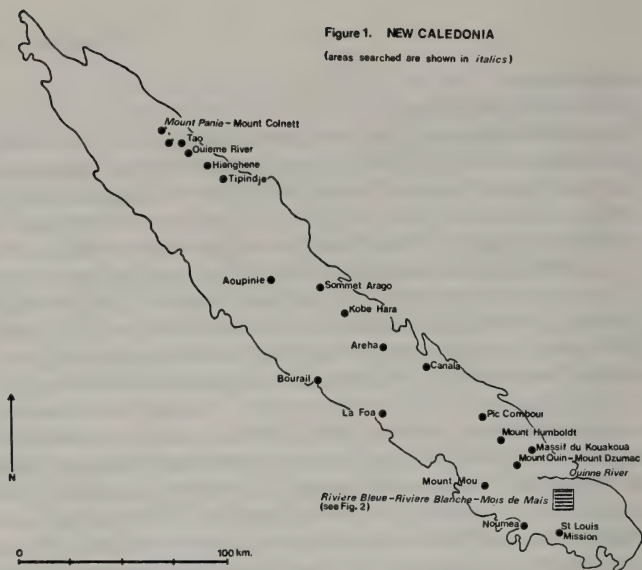 Figure 1. NEW CALEDONIA
(areas searched are shown in italics)
Mount Panie-Mount Colnett
Tao
Ouieme River
Hienghene
Tipindje
Aoupinie
Sommet Arago
Kobe Hara
Areha
Canala
Bourail
La Foa
Pic Combour
Mount Humboldt
Massif du Kouakoua
Mount Ouin-Mount Dzumac
Ouinne River
Mount Mou
Riviere Bleue-Riviere Blanche-Mois de Mais
(see Fig. 2)
Noumea
St Louis
Mission
N
0 100 km.